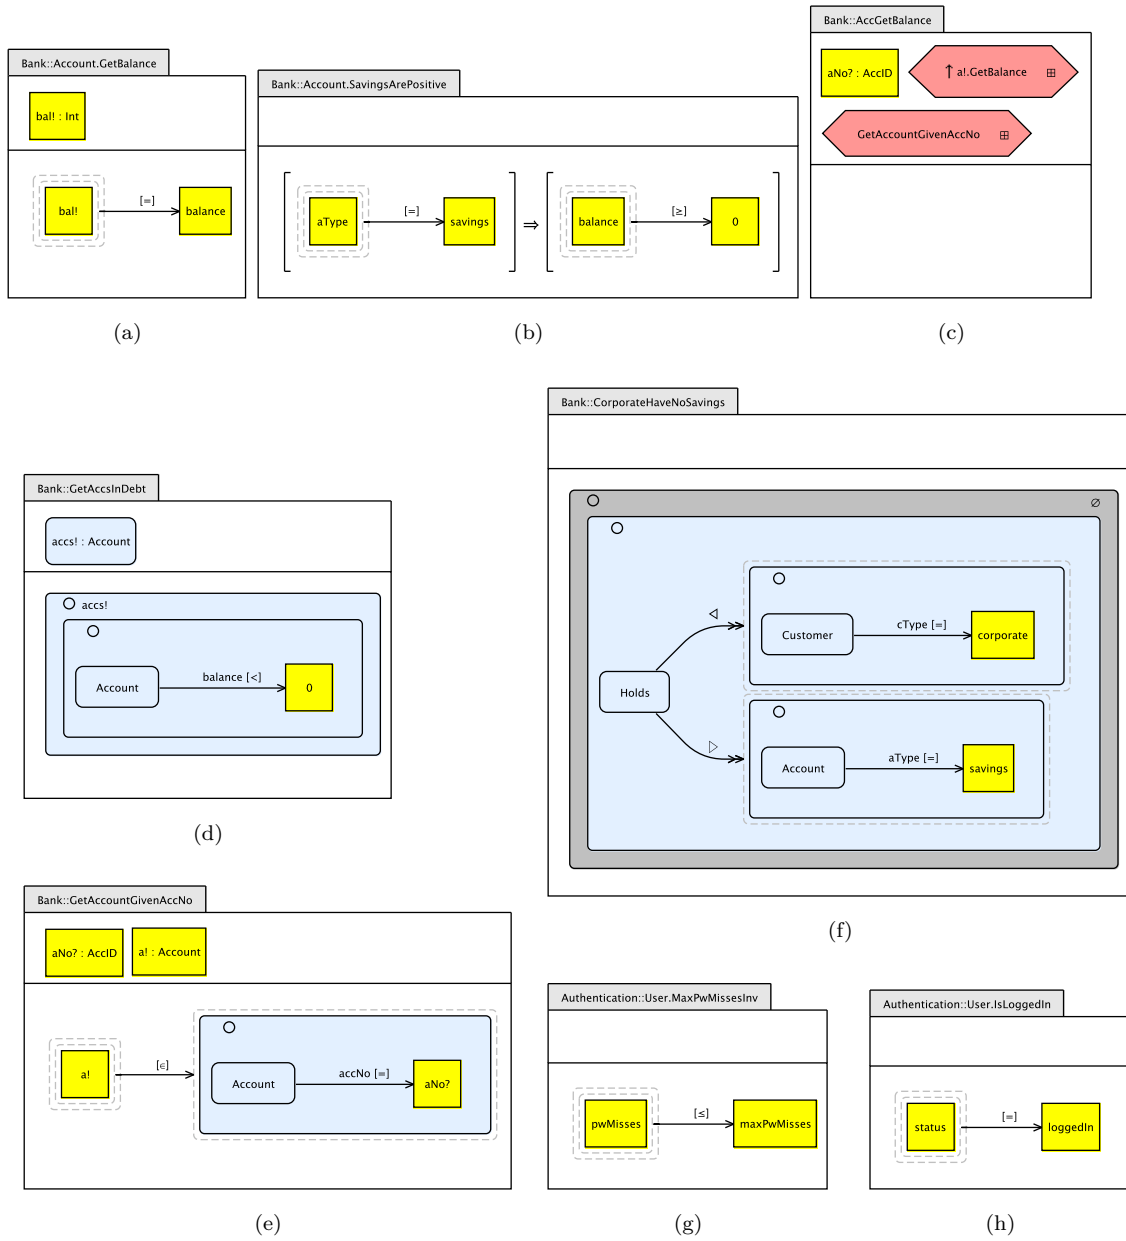 Bank::Account.GetBalance
bal! : Int
bal!
[=]
balance
(a)
Bank::Account.SavingsArePositive
aType
[=]
savings
⇒
balance
[≥]
0
(b)
Bank::AccGetBalance
aNo? : AccID
↑ a!.GetBalance
GetAccountGivenAccNo
(c)
Bank::GetAccsInDebt
accs! : Account
accs!
Account
balance [<]
0
(d)
Bank::CorporateHaveNoSavings
∅
Holds
Customer
cType [=]
corporate
Account
aType [=]
savings
(f)
Bank::GetAccountGivenAccNo
aNo? : AccID
a! : Account
a!
[∈]
Account
accNo [=]
aNo?
(e)
Authentication::User.MaxPwMissesInv
pwMisses
[≤]
maxPwMisses
(g)
Authentication::User.IsLoggedIn
status
[=]
loggedIn
(h)